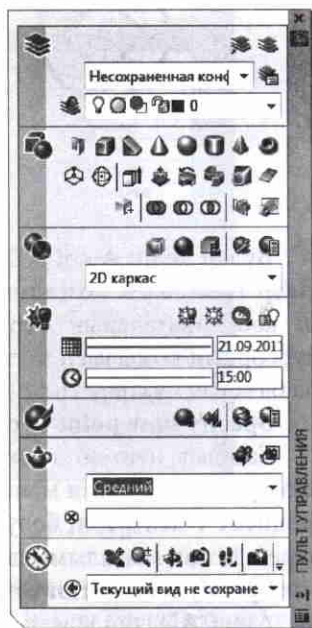 Несохраненная конф
0
2D каркас
21.09.2011
15:00
Средний
Текущий вид не сохране
ПУЛЬТ УПРАВЛЕНИЯ